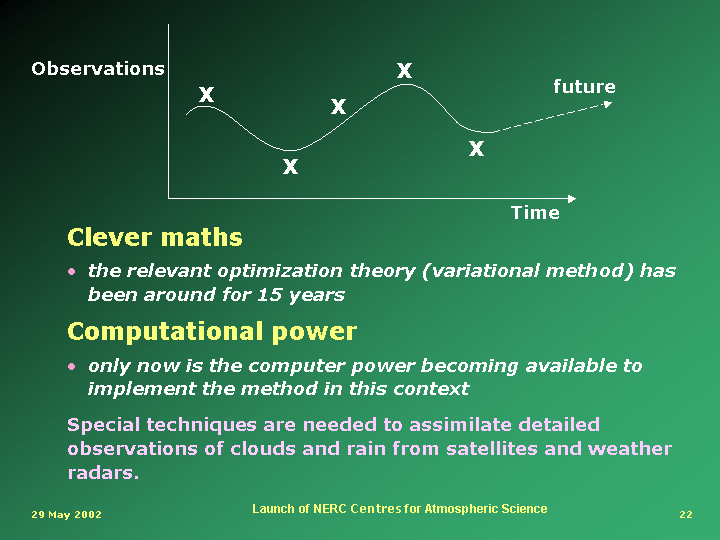 Observations
X
X
X
X
X
future
Time
Clever maths
• the relevant optimization theory (variational method) has
been around for 15 years
Computational power
• only now is the computer power becoming available to
implement the method in this context
Special techniques are needed to assimilate detailed
observations of clouds and rain from satellites and weather
radars.
29 May 2002
Launch of NERC Centres for Atmospheric Science
22